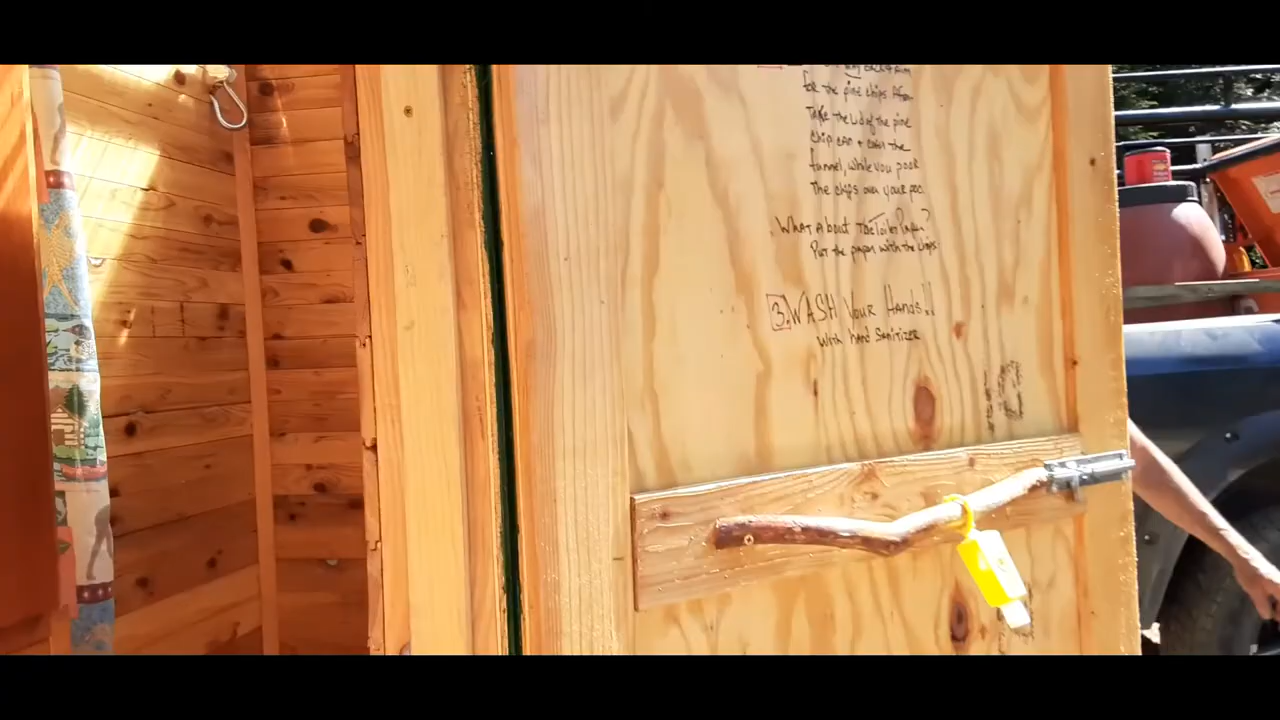 for the pine chips After
Take the Lid of the pine
chip can + cover the
funnel, while you poor
The chips over your poo.
What About The Toilet Paper?
Put the paper with the chips
3. WASH Your Hands!!
with hand Sanitizer